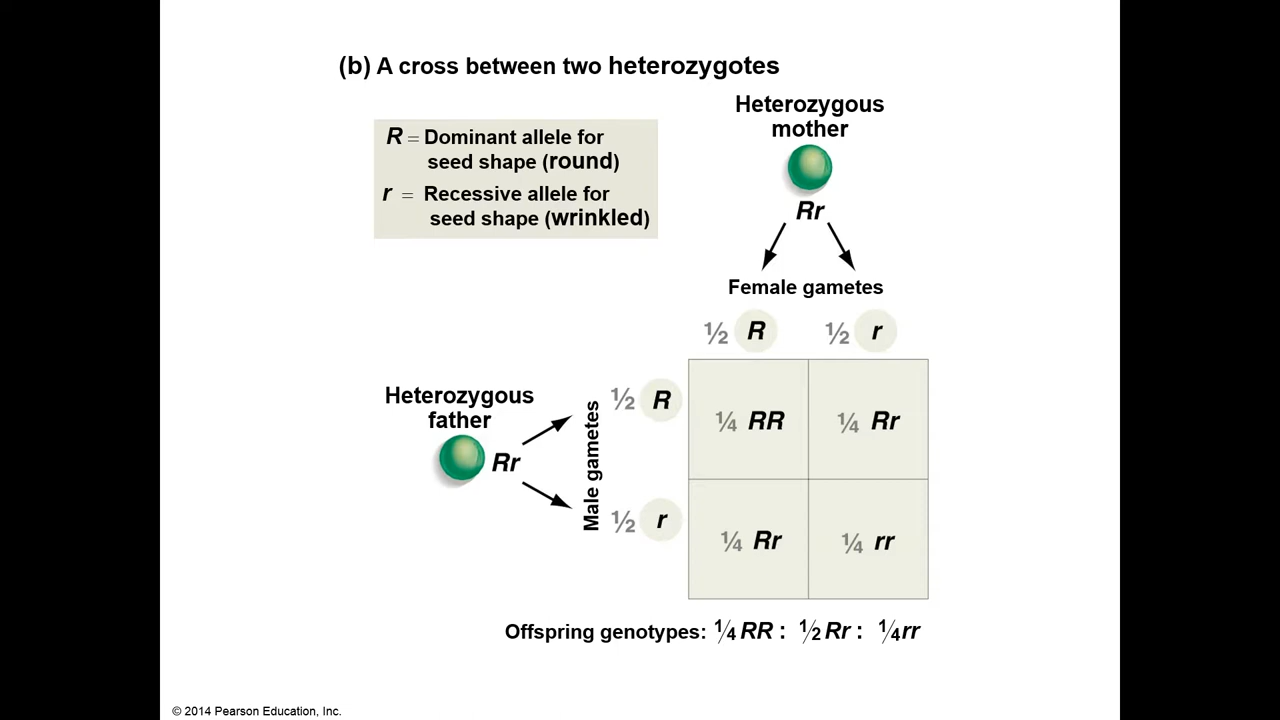 (b) A cross between two heterozygotes
Heterozygous
mother
R = Dominant allele for
seed shape (round)
r = Recessive allele for
seed shape (wrinkled)
Rr
Female gametes
½ R ½ r
Heterozygous
father
Rr
Male gametes
½ R
½ r
¼ RR ¼ Rr
¼ Rr ¼ rr
Offspring genotypes: ¼ RR : ½ Rr : ¼ rr
© 2014 Pearson Education, Inc.